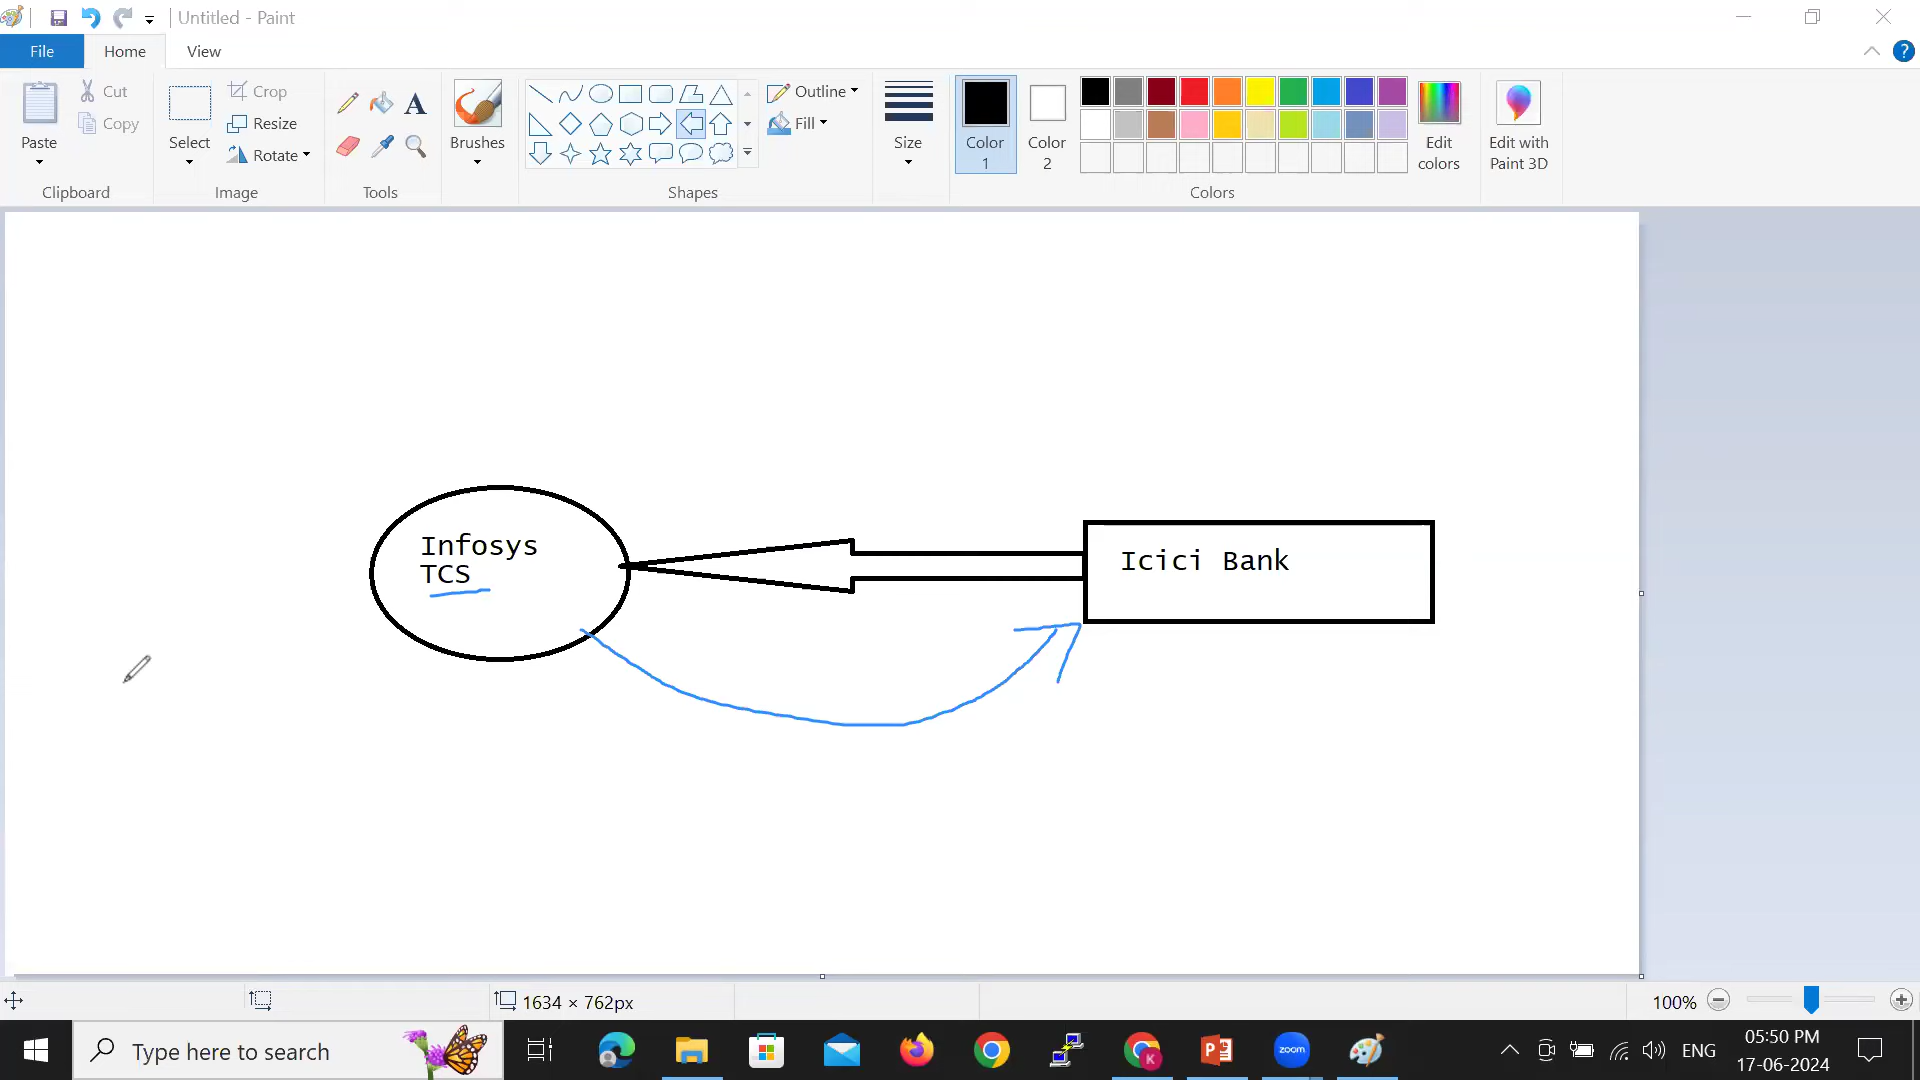 Untitled - Paint
File
Home
View
?
Paste
Cut
Copy
Clipboard
Select
Crop
Resize
Rotate
Image
A
Tools
Brushes
Outline
Fill
Shapes
Size
Color
1
Color
2
Edit
colors
Colors
Edit with
Paint 3D
Infosys
TCS
Icici Bank
1634 × 762px
100%
Type here to search
K
P
zoom
ENG
05:50 PM
17-06-2024